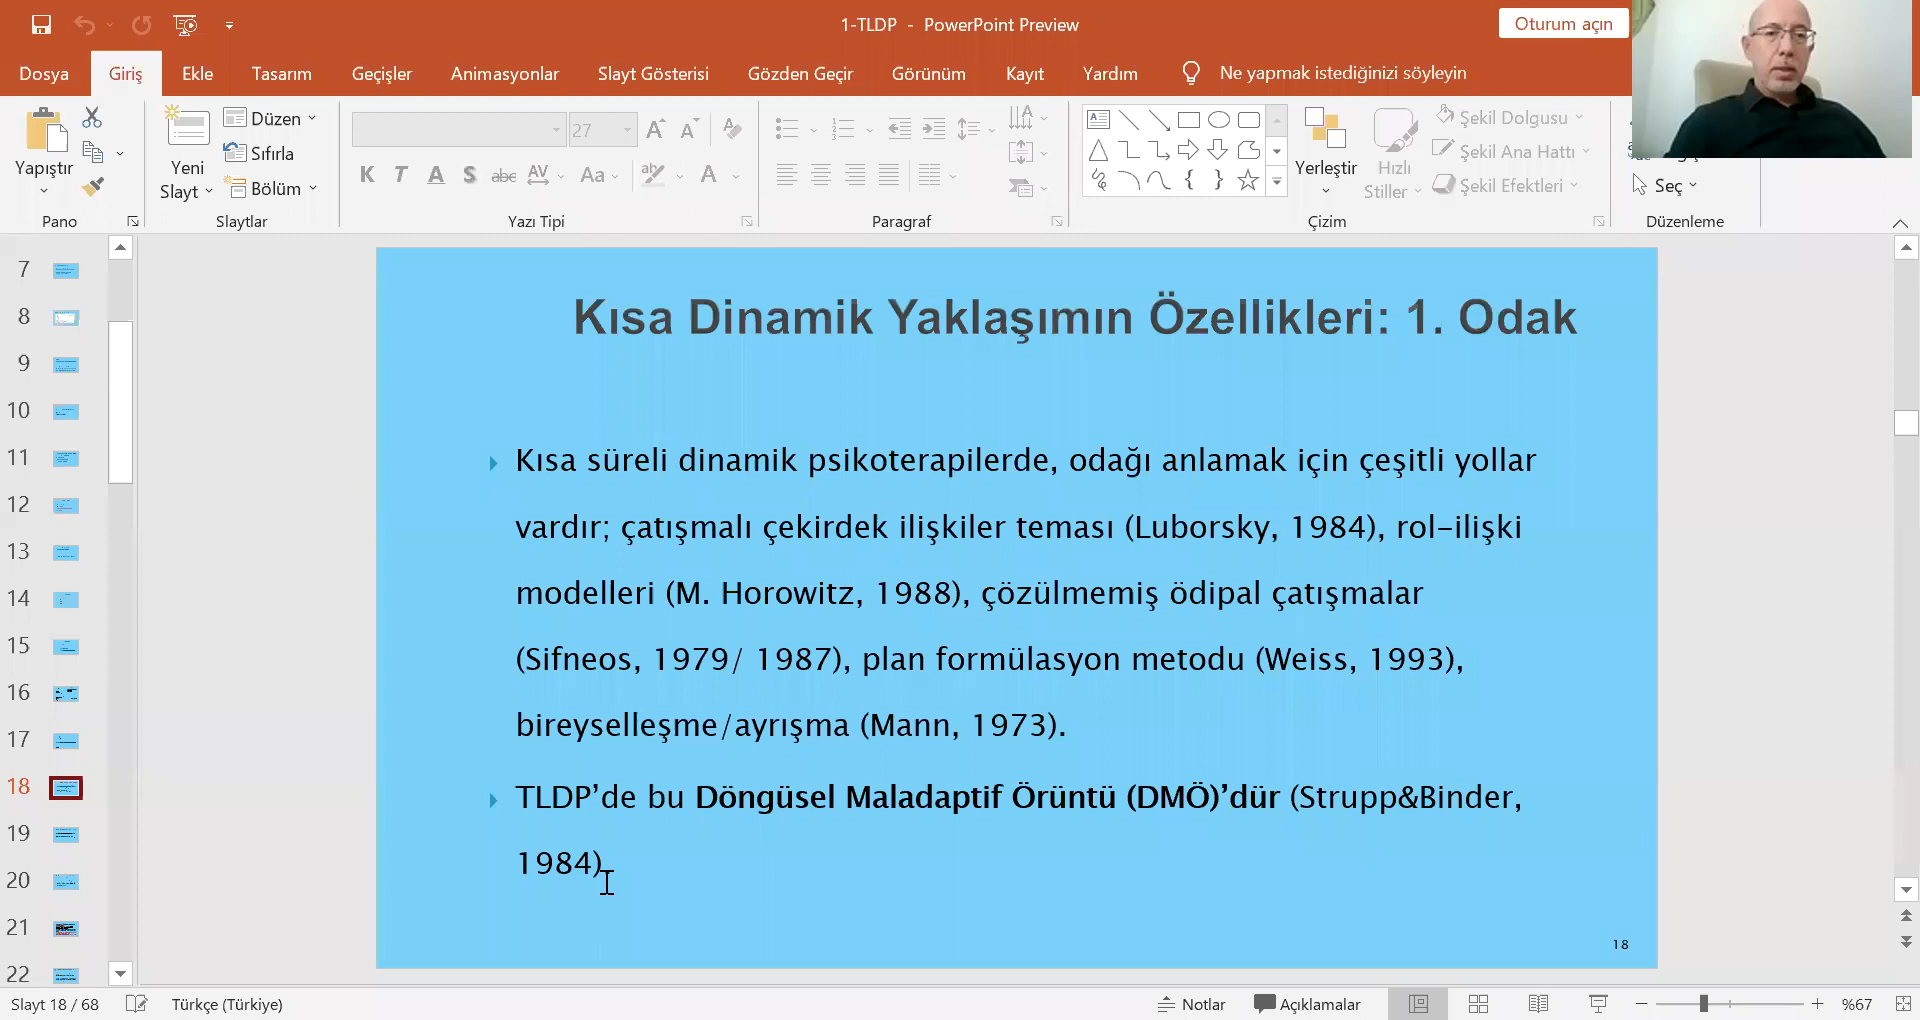 1-TLDP - PowerPoint Preview
Oturum açın
Dosya Giriş Ekle Tasarım Geçişler Animasyonlar Slayt Gösterisi Gözden Geçir Görünüm Kayıt Yardım Ne yapmak istediğinizi söyleyin
Yapıştır
Yeni
Slayt
Düzen
Sıfırla
Bölüm
27
K T A S abc AV Aa A
Yerleştir
Hızlı
Stiller
Şekil Dolgusu
Şekil Ana Hattı
Şekil Efektleri
Seç
Pano Slaytlar Yazı Tipi Paragraf Çizim Düzenleme
7
8
9
10
11
12
13
14
15
16
17
18
19
20
21
22
Kısa Dinamik Yaklaşımın Özellikleri: 1. Odak
Kısa süreli dinamik psikoterapilerde, odağı anlamak için çeşitli yollar
vardır; çatışmalı çekirdek ilişkiler teması (Luborsky, 1984), rol-ilişki
modelleri (M. Horowitz, 1988), çözülmemiş ödipal çatışmalar
(Sifneos, 1979/ 1987), plan formülasyon metodu (Weiss, 1993),
bireyselleşme/ayrışma (Mann, 1973).
TLDP’de bu Döngüsel Maladaptif Örüntü (DMÖ)’dür (Strupp&Binder,
1984)
18
Slayt 18 / 68 Türkçe (Türkiye) Notlar Açıklamalar %67